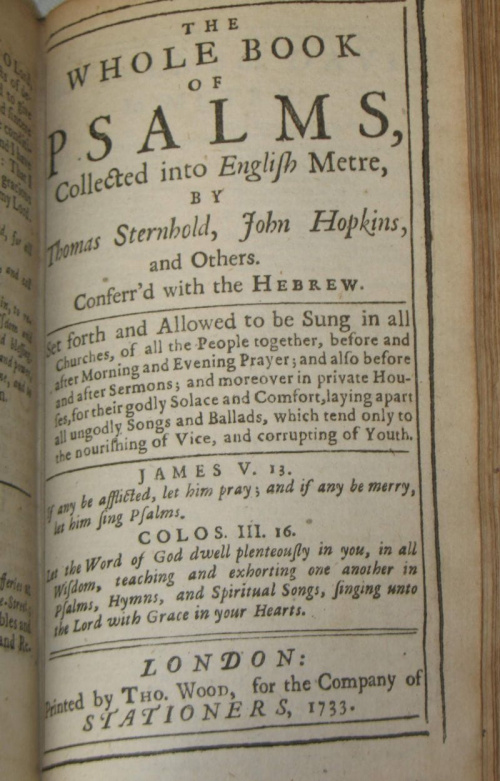 THE
WHOLE BOOK
OF
PSALMS,
Collected into Engliſh Metre,
BY
Thomas Sternhold, John Hopkins,
and Others.
Conferr'd with the HEBREW.
Set forth and Allowed to be Sung in all
Churches, of all the People together, before and
after Morning and Evening Prayer; and alſo before
and after Sermons; and moreover in private Hou-
ſes, for their godly Solace and Comfort, laying apart
all ungodly Songs and Ballads, which tend only to
the nouriſhing of Vice, and corrupting of Youth.
JAMES V. 13.
If any be afflicted, let him pray; and if any be merry,
let him ſing Pſalms.
COLOS. III. 16.
Let the Word of God dwell plenteouſly in you, in all
Wiſdom, teaching and exhorting one another in
Pſalms, Hymns, and Spiritual Songs, ſinging unto
the Lord with Grace in your Hearts.
LONDON:
Printed by THO. WOOD, for the Company of
STATIONERS, 1733.